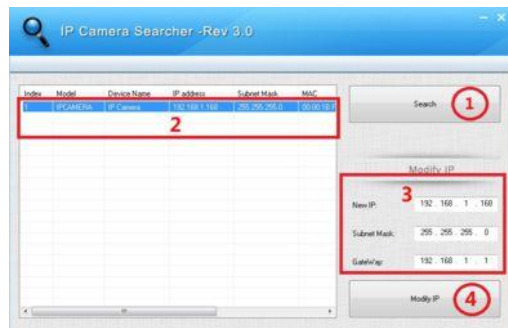 IP Camera Searcher -Rev 3.0
Index Model Device Name IP address Subnet Mask MAC
1 IPCAMERA IP Camera 192.168.1.168 255.255.255.0
2
Search 1
Modify IP
3
New IP: 192 . 168 . 1 . 168
Subnet Mask: 255 . 255 . 255 . 0
GateWay: 192 . 168 . 1 . 1
Modify IP 4